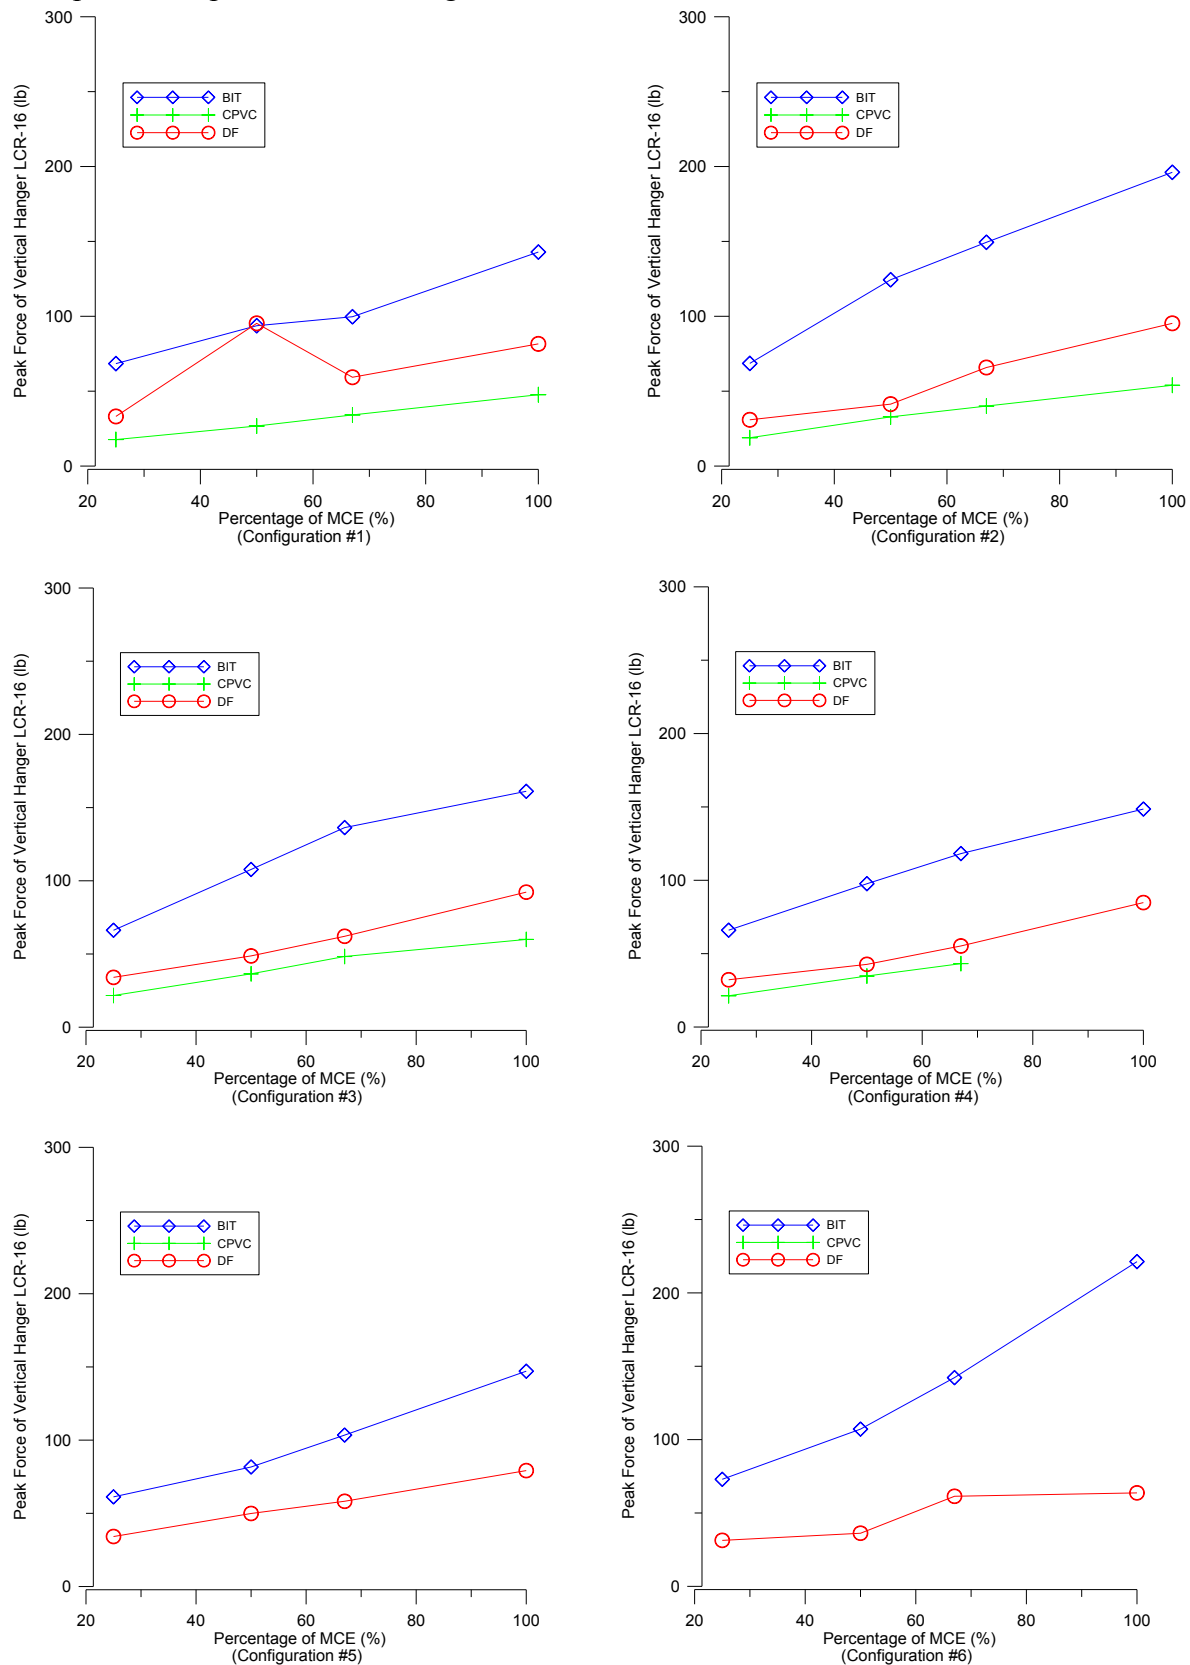 300
200
100
0
Peak Force of Vertical Hanger LCR-16 (lb)
BIT
CPVC
DF
20 40 60 80 100
Percentage of MCE (%)
(Configuration #1)
300
200
100
0
Peak Force of Vertical Hanger LCR-16 (lb)
BIT
CPVC
DF
20 40 60 80 100
Percentage of MCE (%)
(Configuration #2)
300
200
100
0
Peak Force of Vertical Hanger LCR-16 (lb)
BIT
CPVC
DF
20 40 60 80 100
Percentage of MCE (%)
(Configuration #3)
300
200
100
0
Peak Force of Vertical Hanger LCR-16 (lb)
BIT
CPVC
DF
20 40 60 80 100
Percentage of MCE (%)
(Configuration #4)
300
200
100
0
Peak Force of Vertical Hanger LCR-16 (lb)
BIT
CPVC
DF
20 40 60 80 100
Percentage of MCE (%)
(Configuration #5)
300
200
100
0
Peak Force of Vertical Hanger LCR-16 (lb)
BIT
CPVC
DF
20 40 60 80 100
Percentage of MCE (%)
(Configuration #6)